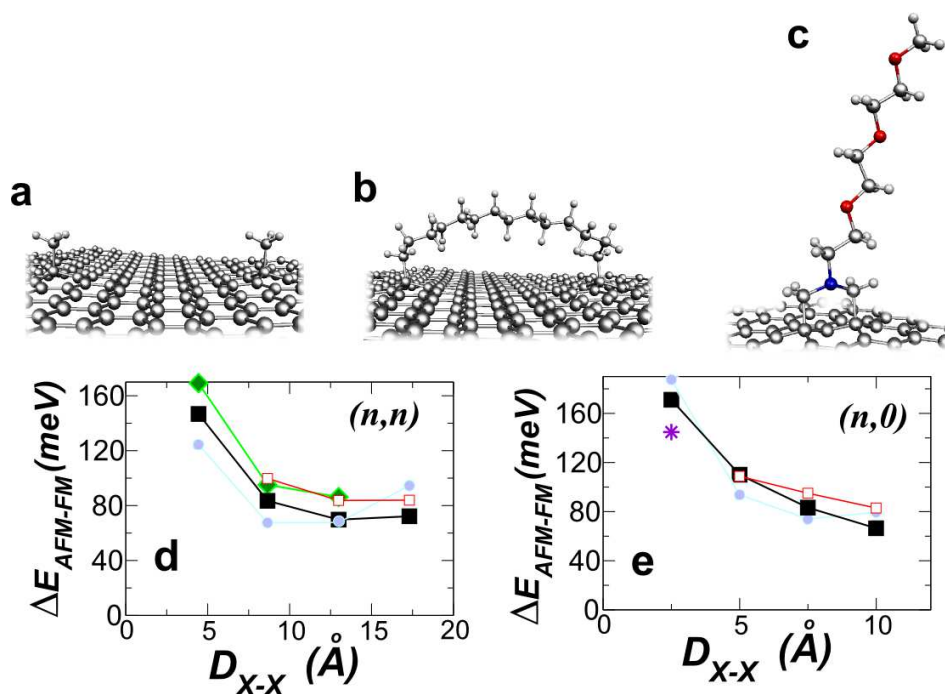 a
b
c
ΔE_AFM-FM (meV)
160
120
80
40
0
(n,n)
d
0
5
10
15
20
D_X-X (Å)
ΔE_AFM-FM (meV)
160
120
80
40
0
(n,0)
e
0
5
10
D_X-X (Å)